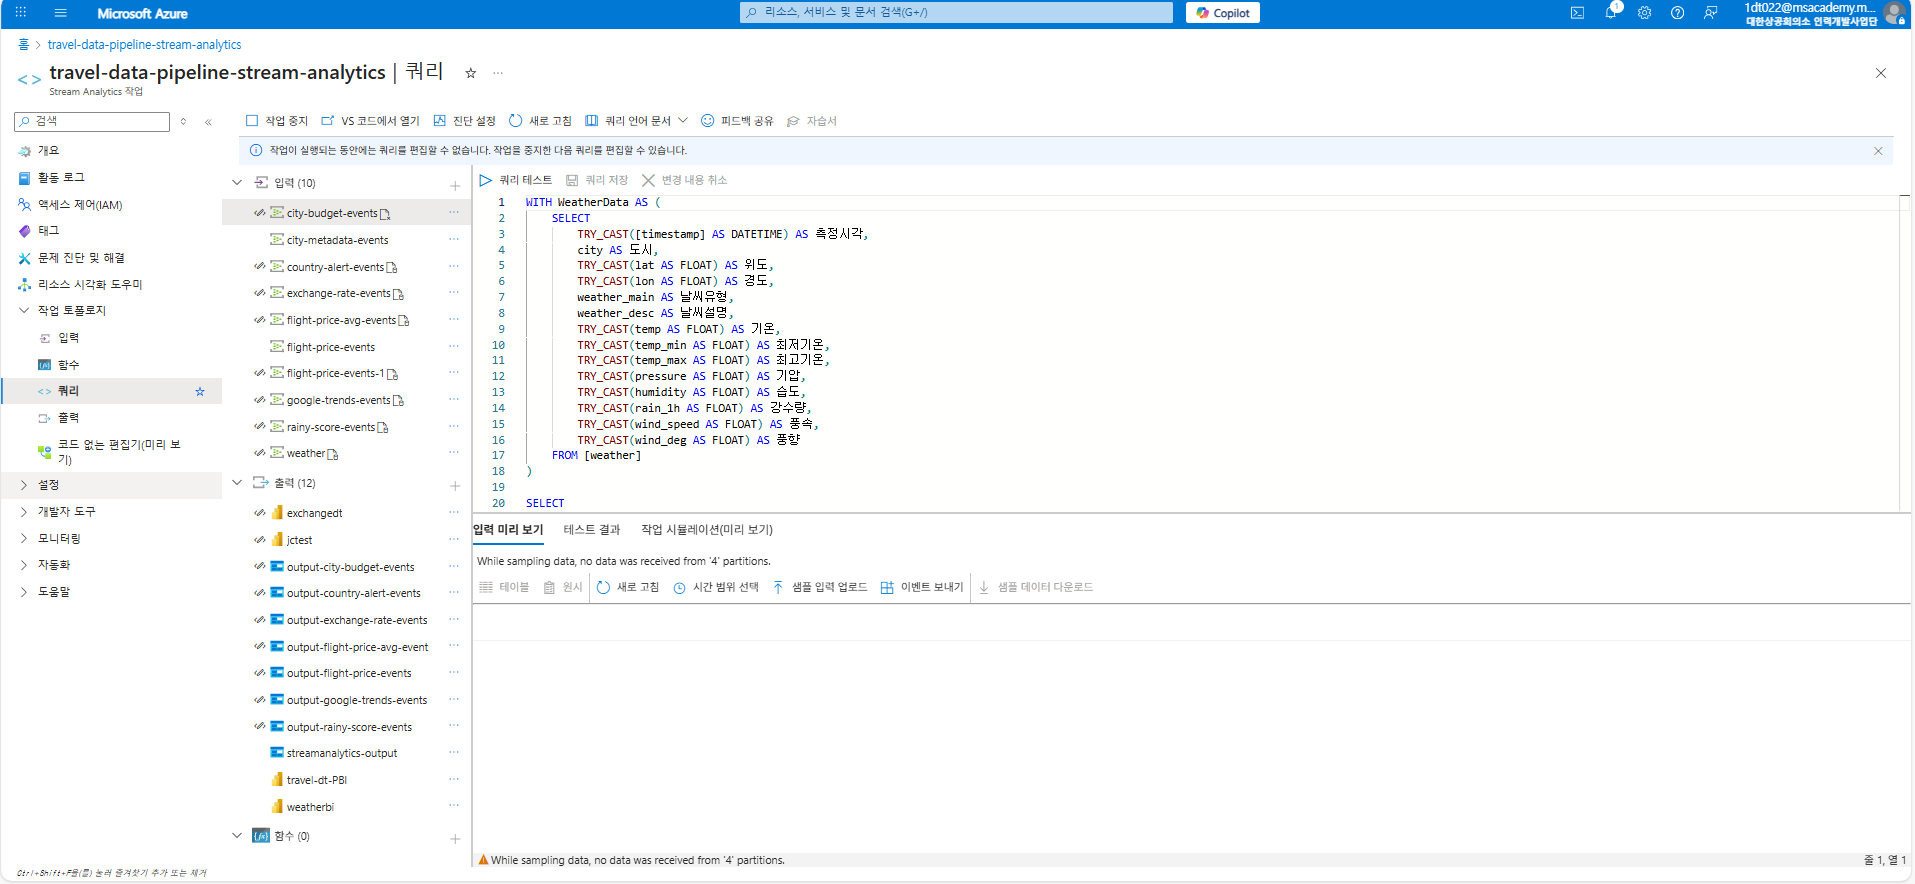 Microsoft Azure
리소스, 서비스 및 문서 검색(G+/)
Copilot
1
1dt022@msacademy.m...
대한상공회의소 인력개발사업단
홈 > travel-data-pipeline-stream-analytics
travel-data-pipeline-stream-analytics | 쿼리
Stream Analytics 작업
검색
개요
활동 로그
액세스 제어(IAM)
태그
문제 진단 및 해결
리소스 시각화 도우미
작업 토폴로지
입력
함수
쿼리
출력
코드 없는 편집기(미리 보
기)
설정
개발자 도구
모니터링
자동화
도움말
Ctrl+Shift+F을(를) 눌러 즐겨찾기 추가 또는 제거
작업 중지
VS 코드에서 열기
진단 설정
새로 고침
쿼리 언어 문서
피드백 공유
자습서
작업이 실행되는 동안에는 쿼리를 편집할 수 없습니다. 작업을 중지한 다음 쿼리를 편집할 수 있습니다.
입력 (10)
city-budget-events
city-metadata-events
country-alert-events
exchange-rate-events
flight-price-avg-events
flight-price-events
flight-price-events-1
google-trends-events
rainy-score-events
weather
출력 (12)
exchangedt
jctest
output-city-budget-events
output-country-alert-events
output-exchange-rate-events
output-flight-price-avg-event
output-flight-price-events
output-google-trends-events
output-rainy-score-events
streamanalytics-output
travel-dt-PBI
weatherbi
함수 (0)
쿼리 테스트
쿼리 저장
변경 내용 취소
1 WITH WeatherData AS (
2 SELECT
3 TRY_CAST([timestamp] AS DATETIME) AS 측정시각,
4 city AS 도시,
5 TRY_CAST(lat AS FLOAT) AS 위도,
6 TRY_CAST(lon AS FLOAT) AS 경도,
7 weather_main AS 날씨유형,
8 weather_desc AS 날씨설명,
9 TRY_CAST(temp AS FLOAT) AS 기온,
10 TRY_CAST(temp_min AS FLOAT) AS 최저기온,
11 TRY_CAST(temp_max AS FLOAT) AS 최고기온,
12 TRY_CAST(pressure AS FLOAT) AS 기압,
13 TRY_CAST(humidity AS FLOAT) AS 습도,
14 TRY_CAST(rain_1h AS FLOAT) AS 강수량,
15 TRY_CAST(wind_speed AS FLOAT) AS 풍속,
16 TRY_CAST(wind_deg AS FLOAT) AS 풍향
17 FROM [weather]
18 )
19
20 SELECT
입력 미리 보기
테스트 결과
작업 시뮬레이션(미리 보기)
While sampling data, no data was received from '4' partitions.
테이블
원시
새로 고침
시간 범위 선택
샘플 입력 업로드
이벤트 보내기
샘플 데이터 다운로드
While sampling data, no data was received from '4' partitions.
줄 1, 열 1